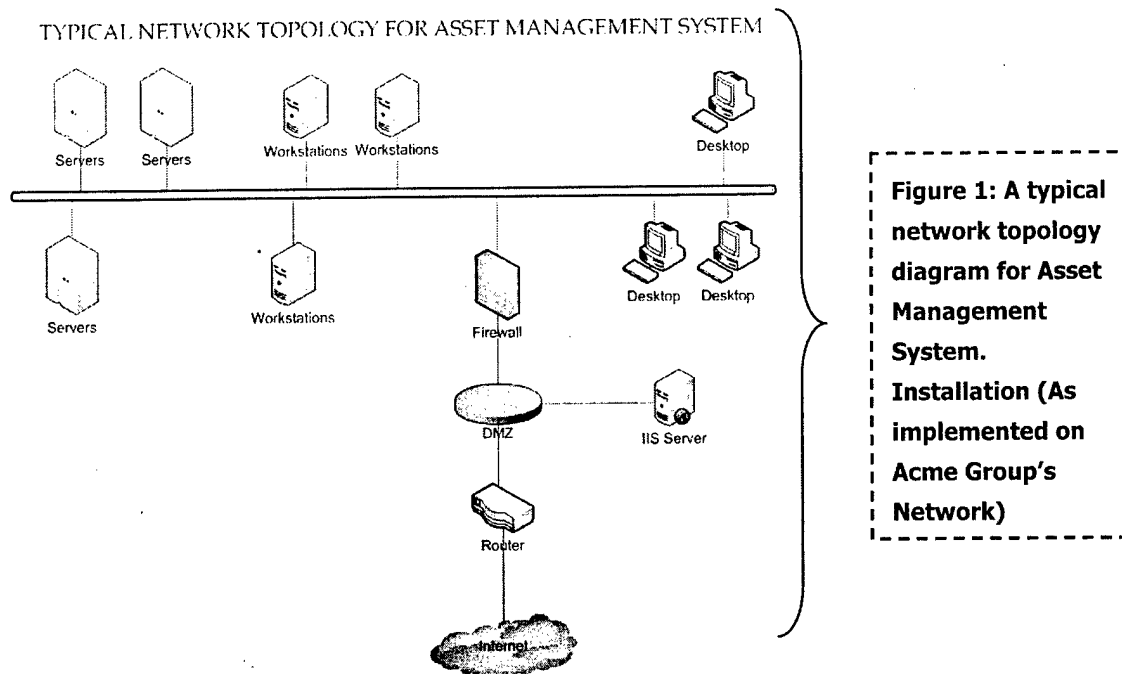 TYPICAL NETWORK TOPOLOGY FOR ASSET MANAGEMENT SYSTEM
Servers
Servers
Workstations
Workstations
Desktop
Servers
Workstations
Firewall
Desktop
Desktop
DMZ
IIS Server
Router
Internet
Figure 1: A typical
network topology
diagram for Asset
Management
System.
Installation (As
implemented on
Acme Group's
Network)